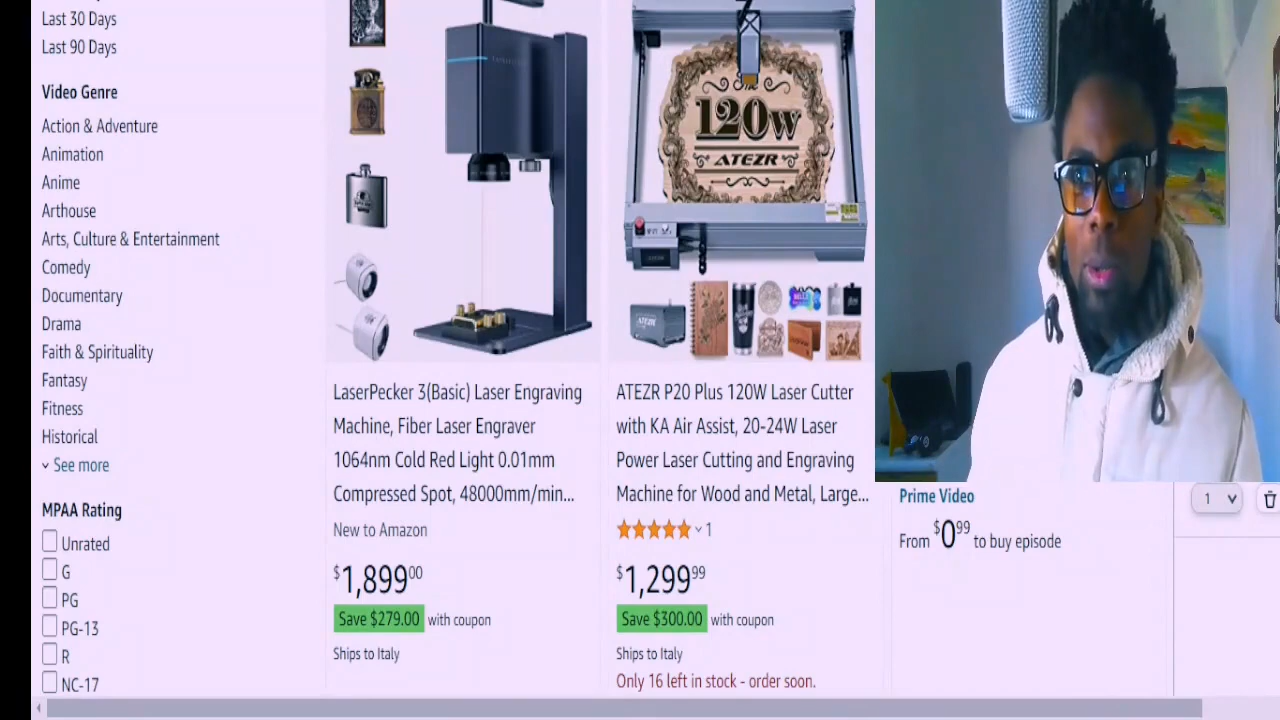 Last 30 Days
Last 90 Days
Video Genre
Action & Adventure
Animation
Anime
Arthouse
Arts, Culture & Entertainment
Comedy
Documentary
Drama
Faith & Spirituality
Fantasy
Fitness
Historical
See more
MPAA Rating
Unrated
G
PG
PG-13
R
NC-17
LaserPecker 3(Basic) Laser Engraving
Machine, Fiber Laser Engraver
1064nm Cold Red Light 0.01mm
Compressed Spot, 48000mm/min...
New to Amazon
$1,899.00
Save $279.00 with coupon
Ships to Italy
120W
ATEZR
ATEZR
ATEZR P20 Plus 120W Laser Cutter
with KA Air Assist, 20-24W Laser
Power Laser Cutting and Engraving
Machine for Wood and Metal, Large...
1
$1,299.99
Save $300.00 with coupon
Ships to Italy
Only 16 left in stock - order soon.
Prime Video
From $0.99 to buy episode
1